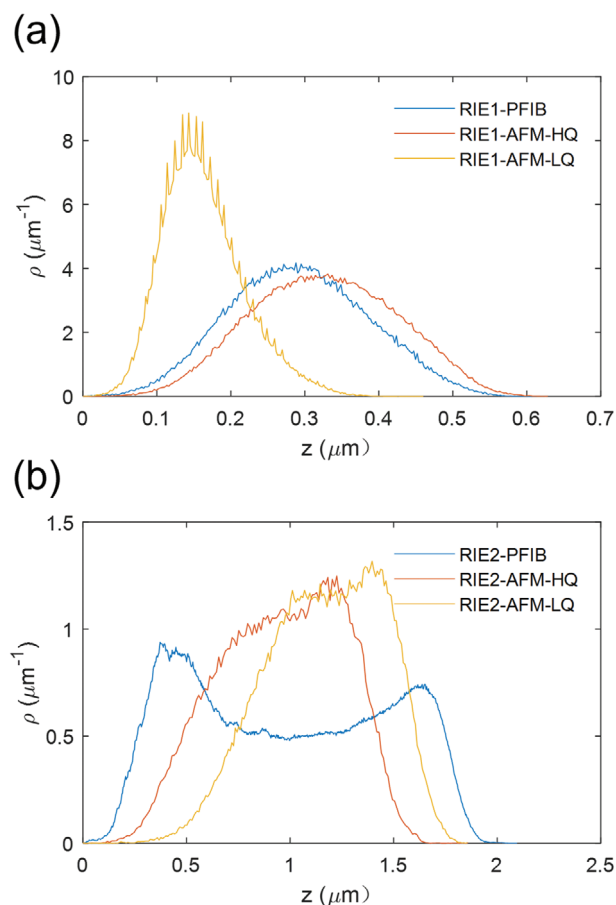 (a)
10
8
6
4
2
0
ρ (μm⁻¹)
RIE1-PFIB
RIE1-AFM-HQ
RIE1-AFM-LQ
0 0.1 0.2 0.3 0.4 0.5 0.6 0.7
z (μm）
(b)
1.5
1
0.5
0
ρ (μm⁻¹)
RIE2-PFIB
RIE2-AFM-HQ
RIE2-AFM-LQ
0 0.5 1 1.5 2 2.5
z (μm）